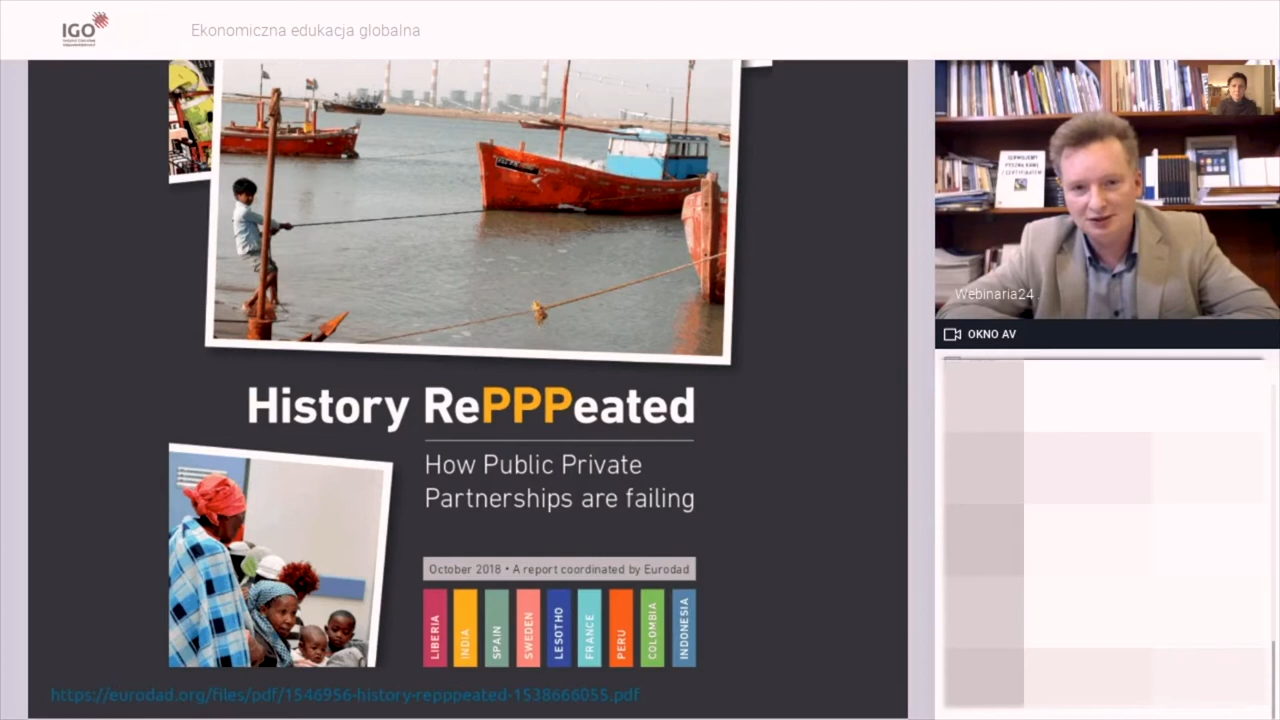 IGO
Ekonomiczna edukacja globalna
History RePPPeated
How Public Private
Partnerships are failing
October 2018 • A report coordinated by Eurodad
LIBERIA
INDIA
SPAIN
SWEDEN
LESOTHO
FRANCE
PERU
COLOMBIA
INDONESIA
https://eurodad.org/files/pdf/1546956-history-repppeated-1538666055.pdf
Z CERTYFIKATEM
Webinaria24 .
OKNO AV